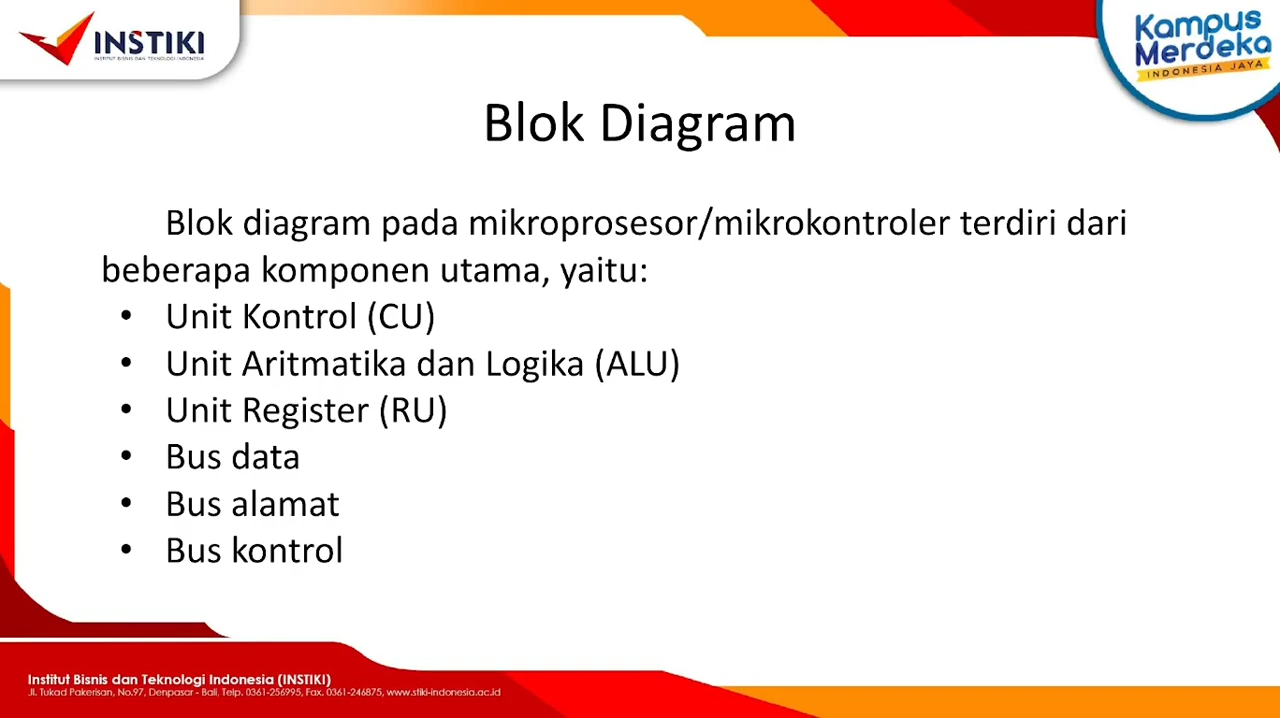 INSTIKI
INSTITUT BISNIS DAN TEKNOLOGI INDONESIA
Kampus
Merdeka
INDONESIA JAYA
Blok Diagram
Blok diagram pada mikroprosesor/mikrokontroler terdiri dari
beberapa komponen utama, yaitu:
• Unit Kontrol (CU)
• Unit Aritmatika dan Logika (ALU)
• Unit Register (RU)
• Bus data
• Bus alamat
• Bus kontrol
Institut Bisnis dan Teknologi Indonesia (INSTIKI)
Jl. Tukad Pakerisan, No.97, Denpasar - Bali, Telp. 0361-256995, Fax. 0361-246875, www.stiki-indonesia.ac.id